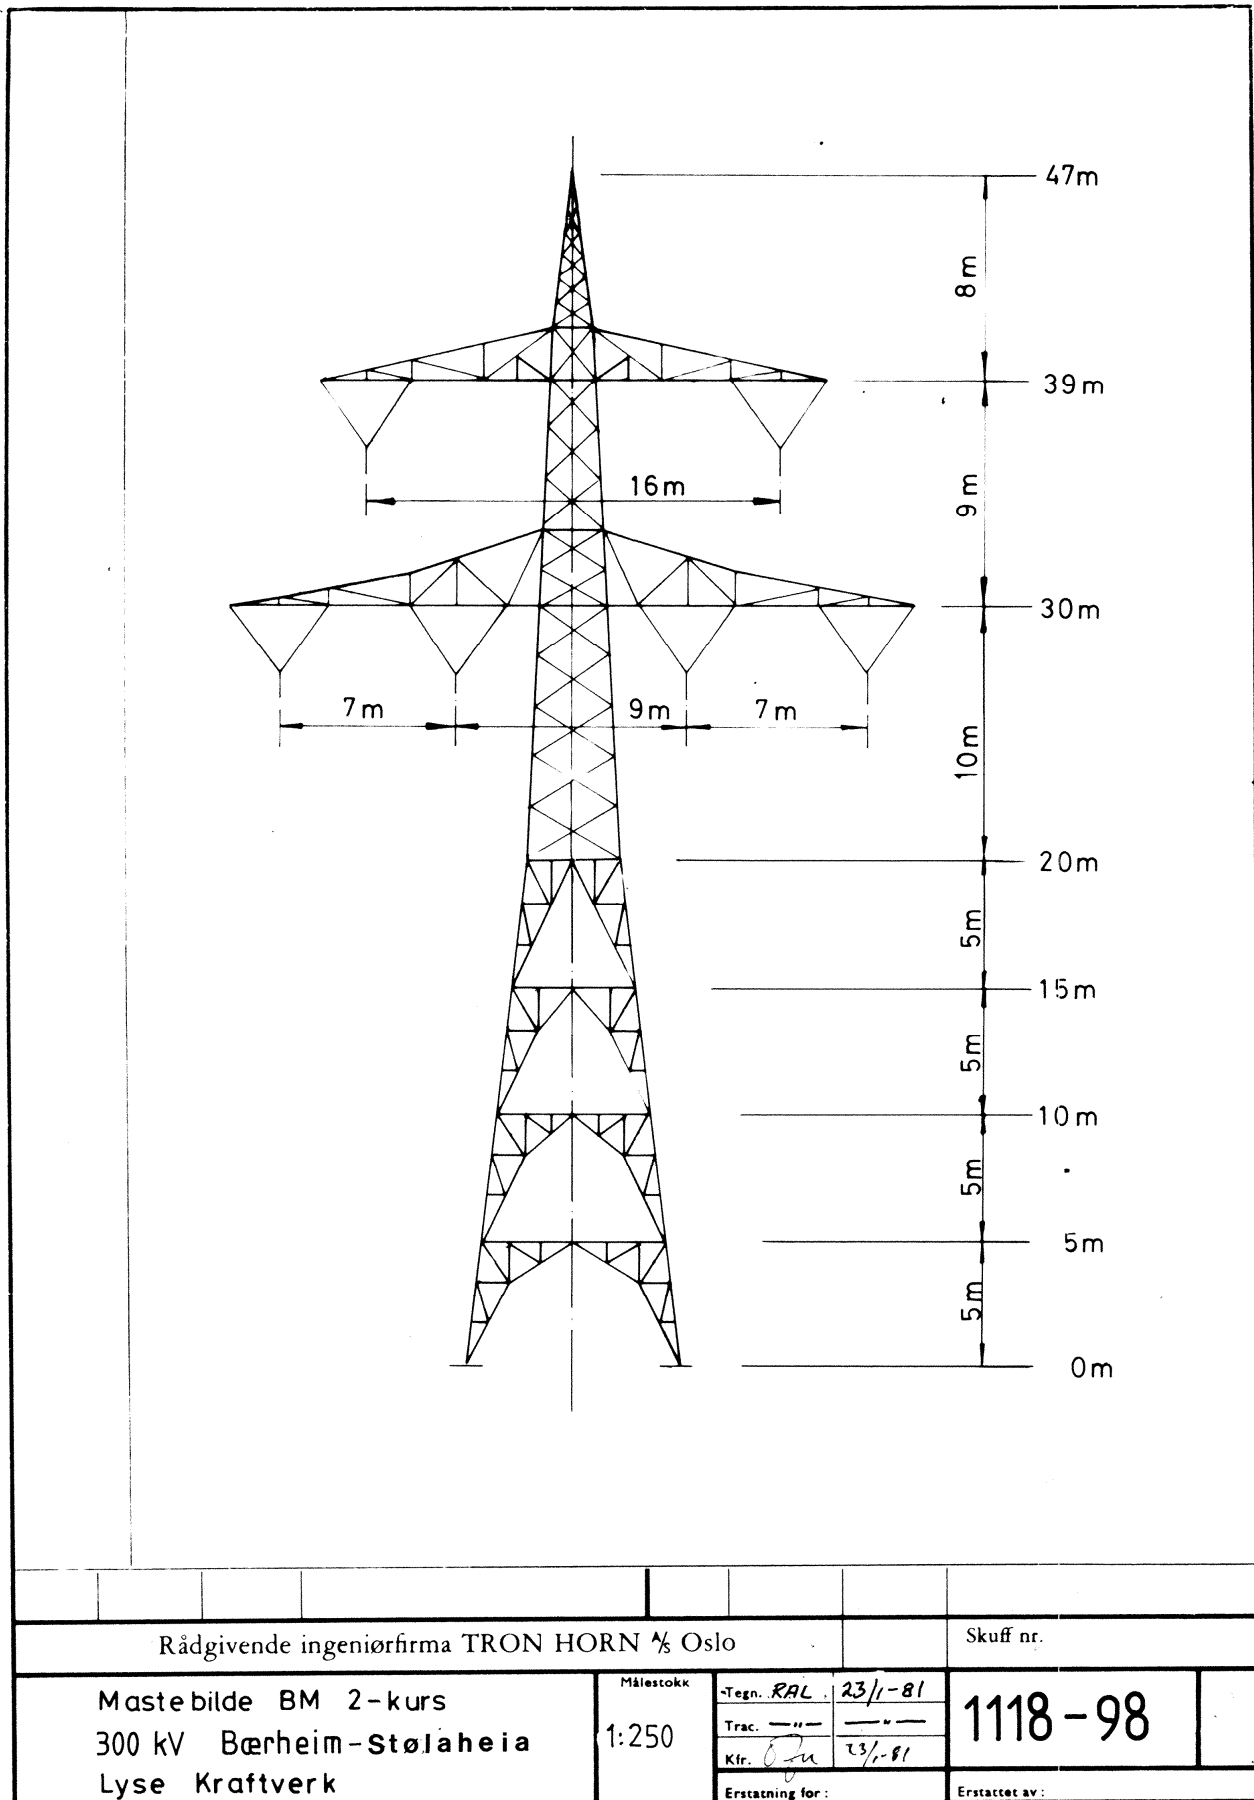 47m
8m
39m
16m
9m
30m
7m
9m
7m
10m
20m
5m
15m
5m
10m
5m
5m
5m
0m
Rådgivende ingeniørfirma TRON HORN A/S Oslo
Skuff nr.
Mastebilde BM 2-kurs
300 kV Bærheim-Stølaheia
Lyse Kraftverk
Målestokk
1:250
Tegn. RAL 23/1-81
Trac. —"— —"—
Kfr. 23/1-81
Erstatning for :
1118-98
Erstattet av :